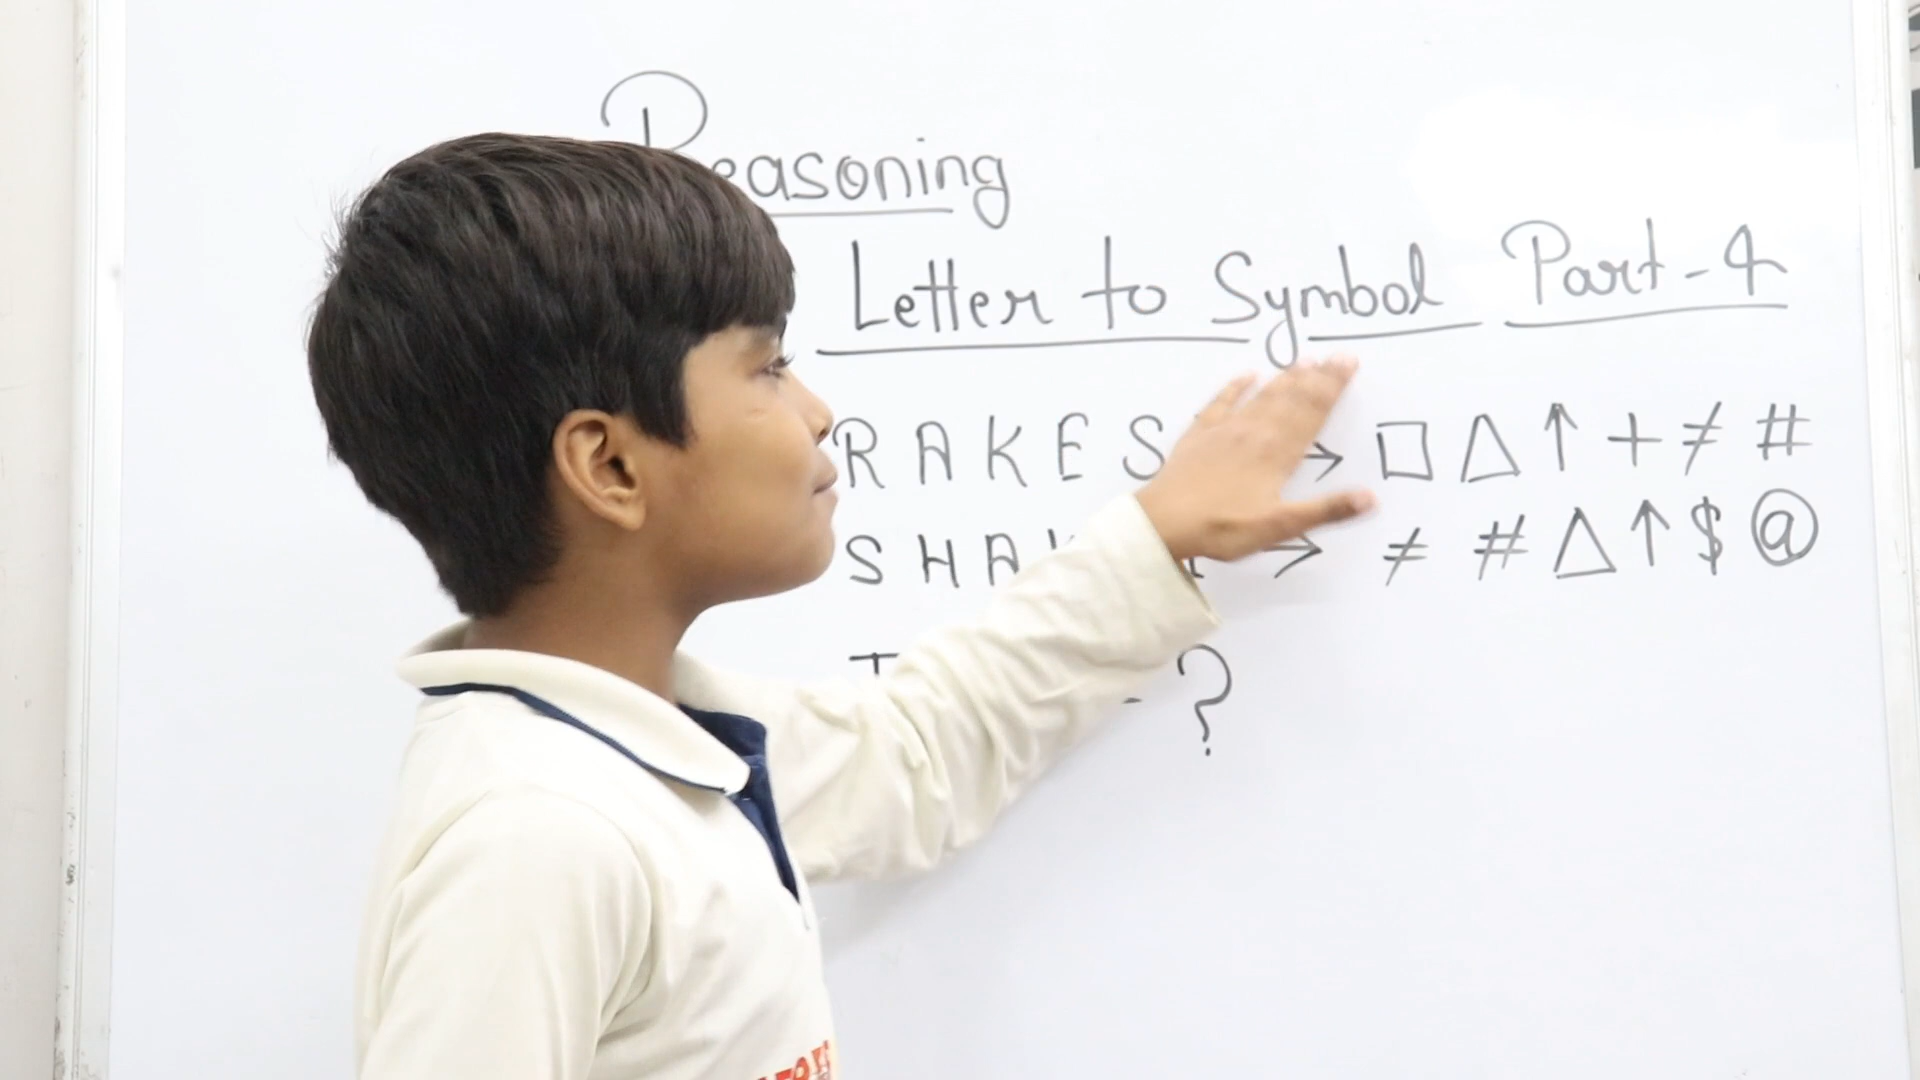 Reasoning
Letter to Symbol Part-4
R A K E S → □ △ ↑ + ≠ #
S H A → ≠ # △ ↑ $ @
?